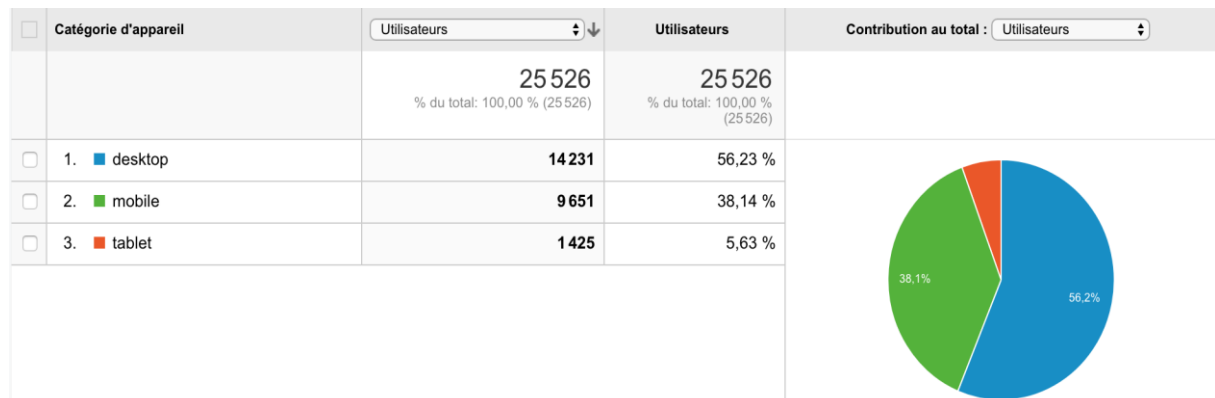 Catégorie d'appareil Utilisateurs Utilisateurs Contribution au total : Utilisateurs
25 526 25 526
% du total: 100,00 % (25 526) % du total: 100,00 %
(25 526)
1. desktop 14 231 56,23 %
2. mobile 9 651 38,14 %
3. tablet 1 425 5,63 %
38,1%
56,2%